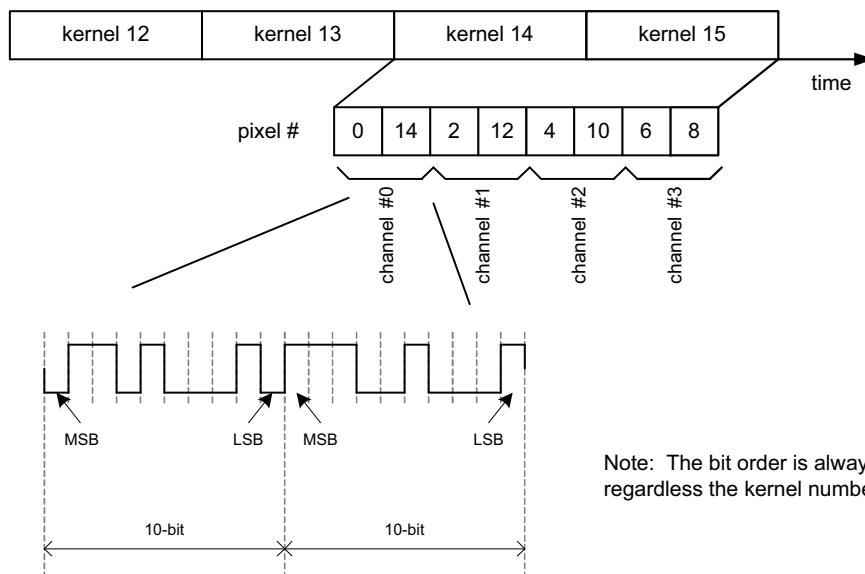 kernel 12 kernel 13 kernel 14 kernel 15
time
pixel # 0 14 2 12 4 10 6 8
channel #0 channel #1 channel #2 channel #3
MSB LSB MSB LSB
Note: The bit order is alway
regardless the kernel numbe
10-bit 10-bit